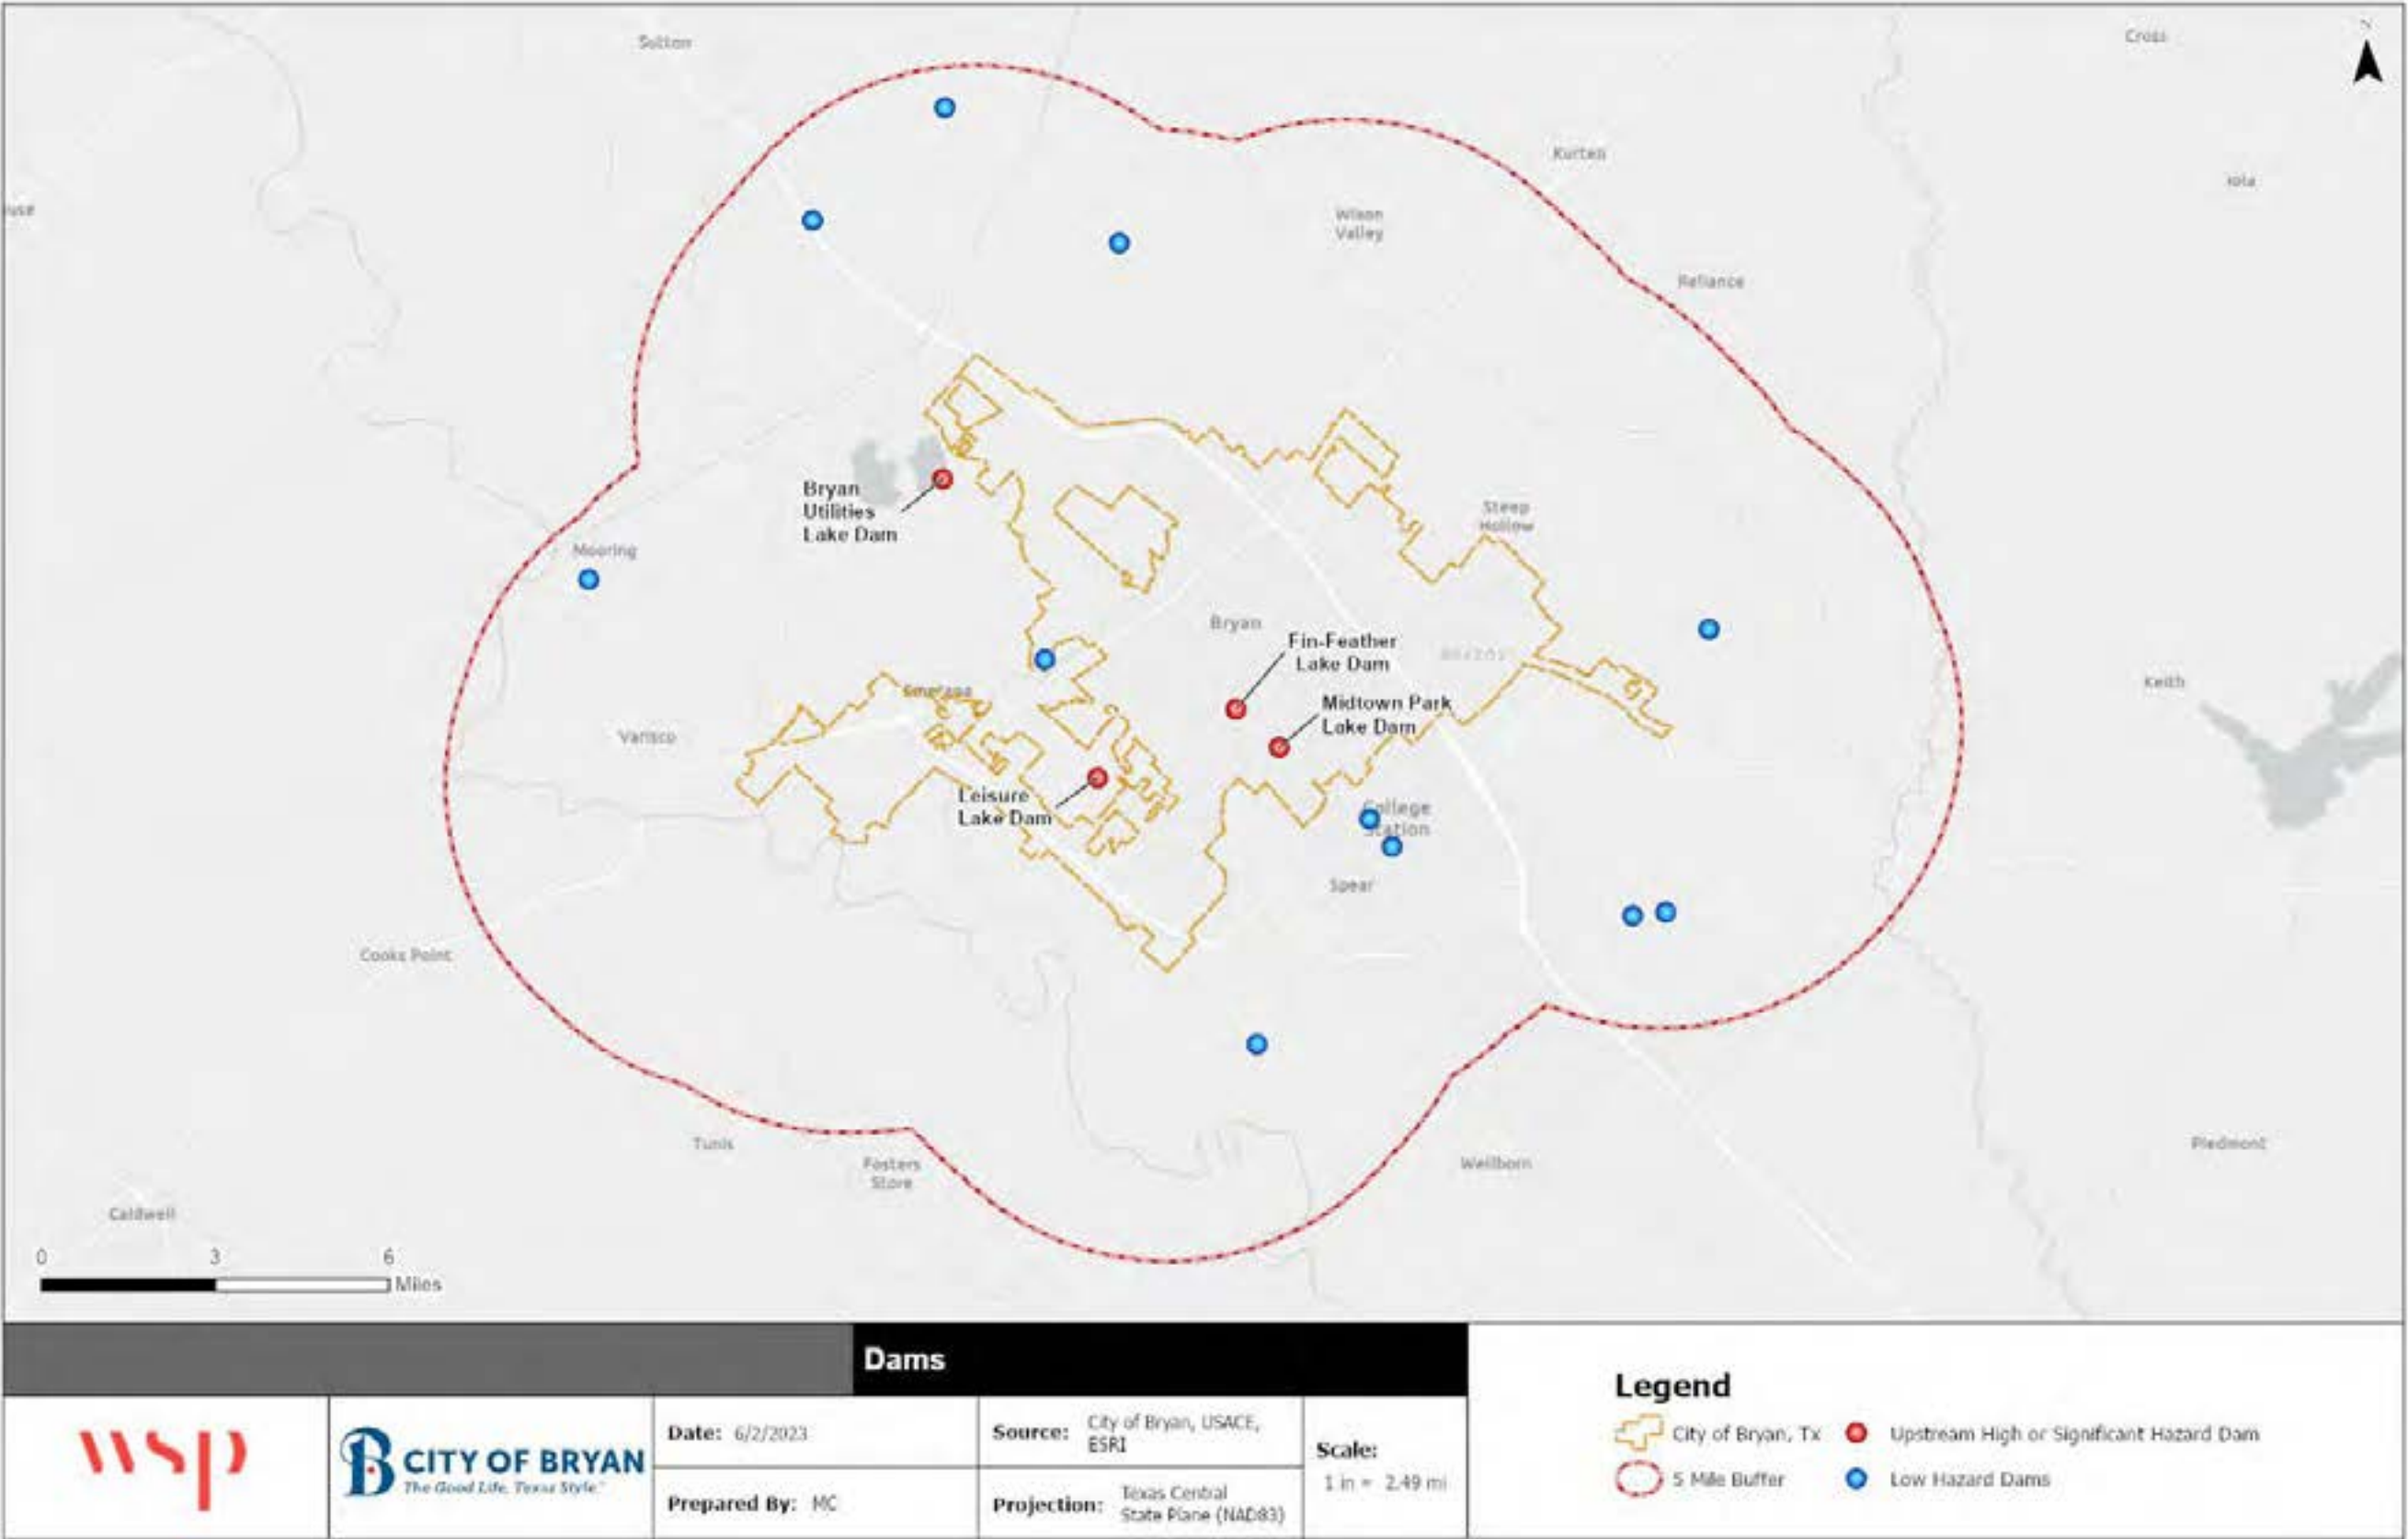 Sutton
Cross
Kurten
Iola
Wilson
Valley
Reliance
Bryan
Utilities
Lake Dam
Steep
Hollow
Mooring
Bryan
Fin-Feather
Lake Dam
BRAZOS
Keith
Smetana
Midtown Park
Lake Dam
Varisco
Leisure
Lake Dam
College
Station
Spear
Cooks Point
Tunis
Fosters
Store
Wellborn
Piedmont
Caldwell
0 3 6
Miles
Dams
wsp
B CITY OF BRYAN
The Good Life, Texas Style.™
Date: 6/2/2023
Prepared By: MC
Source: City of Bryan, USACE,
ESRI
Projection: Texas Central
State Plane (NAD83)
Scale:
1 in = 2.49 mi
Legend
City of Bryan, Tx
Upstream High or Significant Hazard Dam
5 Mile Buffer
Low Hazard Dams